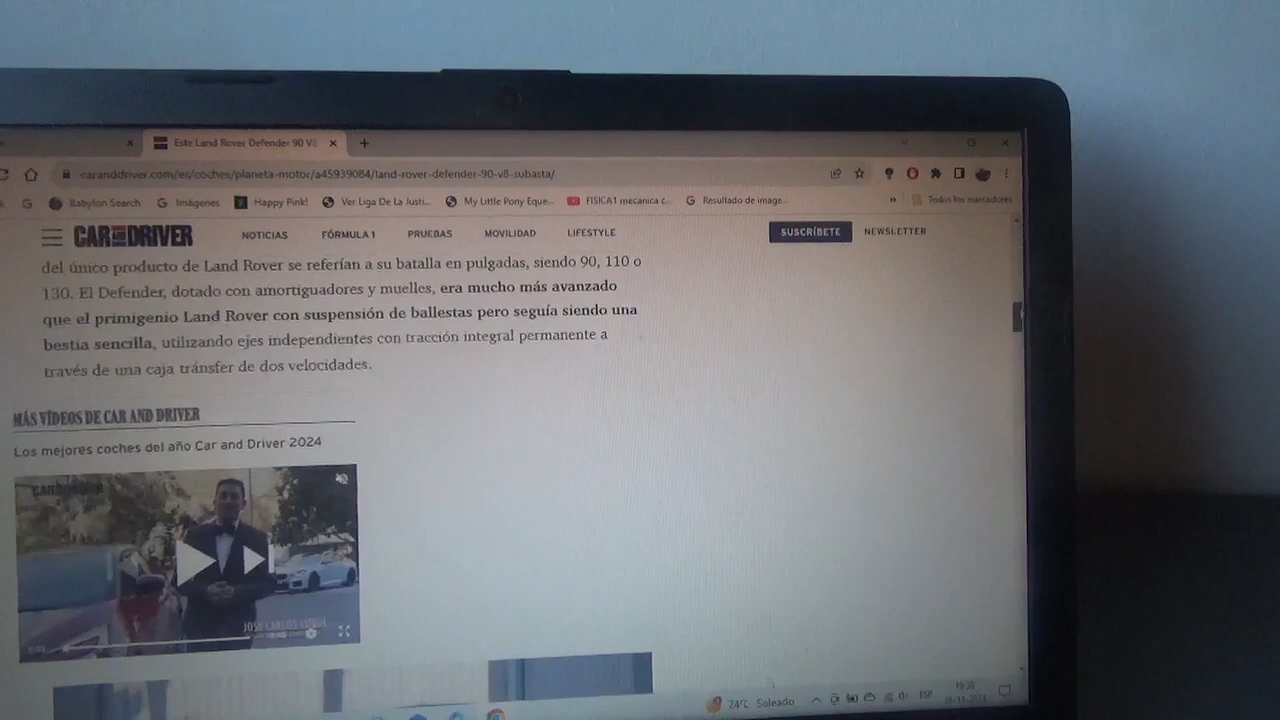 Este Land Rover Defender 90 V8
caranddriver.com/es/coches/planeta-motor/a45939084/land-rover-defender-90-v8-subasta/
Babylon Search Imágenes Happy Pink! Ver Liga De La Justi... My Little Pony Eque... FISICA1 mecanica c... Resultado de image... » Todos los marcadores
CAR AND DRIVER NOTICIAS FÓRMULA 1 PRUEBAS MOVILIDAD LIFESTYLE SUSCRÍBETE NEWSLETTER
del único producto de Land Rover se referían a su batalla en pulgadas, siendo 90, 110 o
130. El Defender, dotado con amortiguadores y muelles, era mucho más avanzado
que el primigenio Land Rover con suspensión de ballestas pero seguía siendo una
bestia sencilla, utilizando ejes independientes con tracción integral permanente a
través de una caja tránsfer de dos velocidades.
MÁS VÍDEOS DE CAR AND DRIVER
Los mejores coches del año Car and Driver 2024
CAR AND DRIVER
24°C Soleado ESP